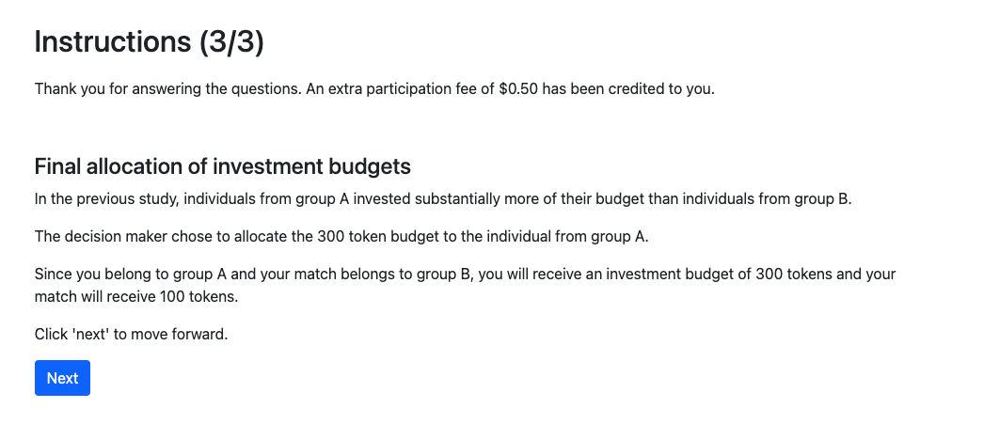 Instructions (3/3)
Thank you for answering the questions. An extra participation fee of $0.50 has been credited to you.
Final allocation of investment budgets
In the previous study, individuals from group A invested substantially more of their budget than individuals from group B.
The decision maker chose to allocate the 300 token budget to the individual from group A.
Since you belong to group A and your match belongs to group B, you will receive an investment budget of 300 tokens and your
match will receive 100 tokens.
Click 'next' to move forward.
Next